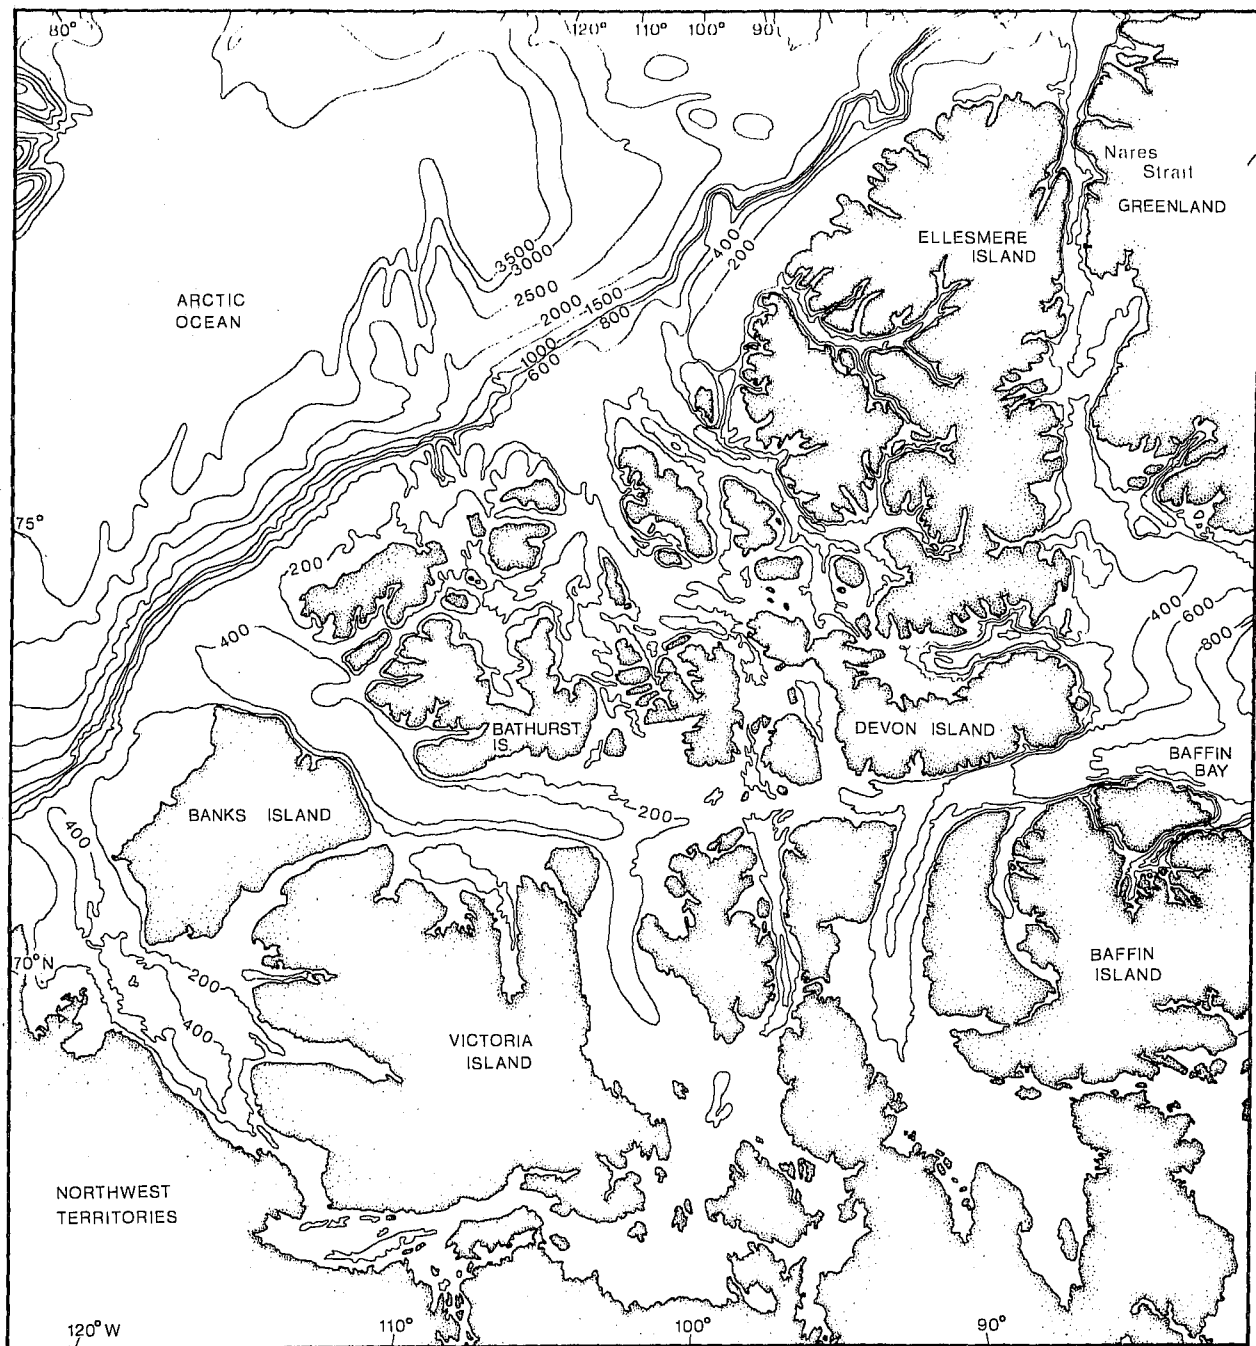 80°
120°
110°
100°
90°
Nares
Strait
GREENLAND
ELLESMERE
ISLAND
400
200
3500
3000
ARCTIC
OCEAN
2500
2000
1500
1000
800
600
75°
200
400
400
600
800
BATHURST
IS.
DEVON ISLAND
BAFFIN
BAY
BANKS ISLAND
200
400
70°N
200
BAFFIN
ISLAND
400
VICTORIA
ISLAND
NORTHWEST
TERRITORIES
120°W
110°
100°
90°